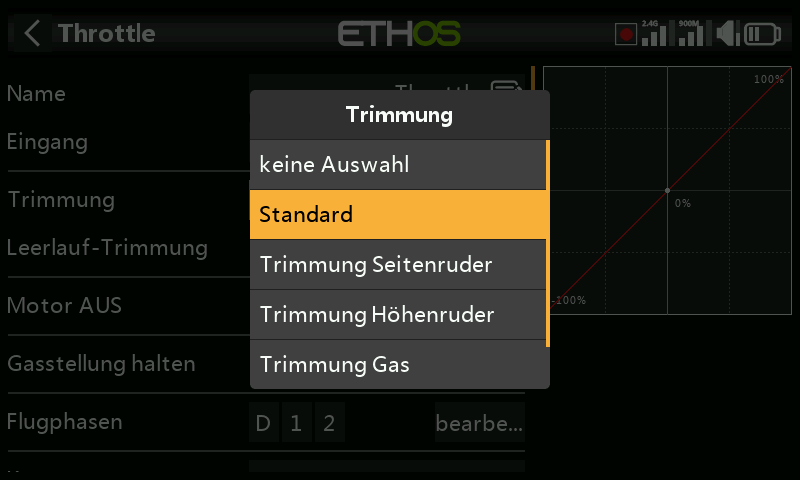 Throttle
ETHOS
2.4G
900M
Name
Eingang
Trimmung
Leerlauf-Trimmung
Motor AUS
Gasstellung halten
Flugphasen
D 1 2 bearbe...
Trimmung
keine Auswahl
Standard
Trimmung Seitenruder
Trimmung Höhenruder
Trimmung Gas
100%
0%
-100%